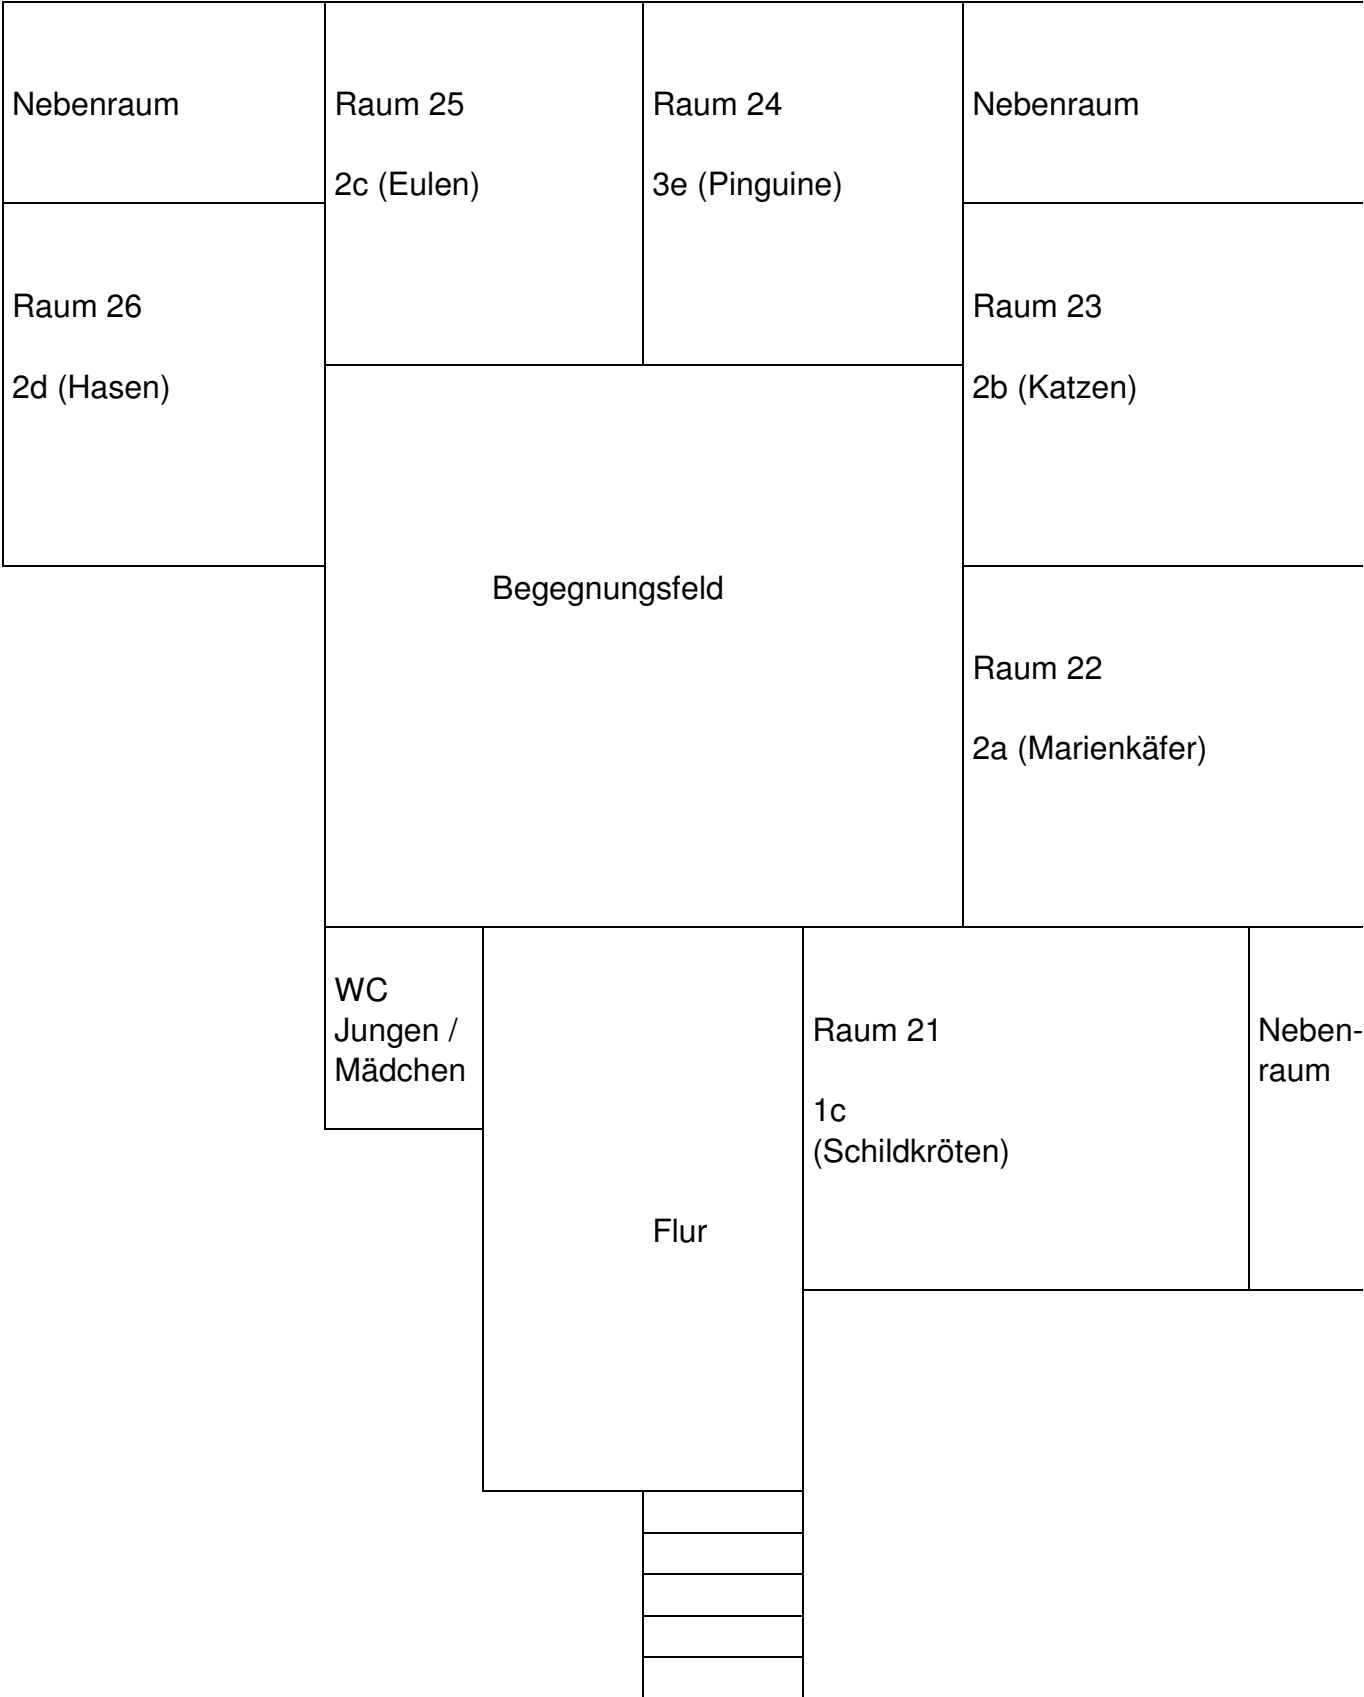 Nebenraum
Raum 25
2c (Eulen)
Raum 24
3e (Pinguine)
Nebenraum
Raum 26
2d (Hasen)
Raum 23
2b (Katzen)
Begegnungsfeld
Raum 22
2a (Marienkäfer)
WC
Jungen /
Mädchen
Raum 21
1c
(Schildkröten)
Neben-
raum
Flur